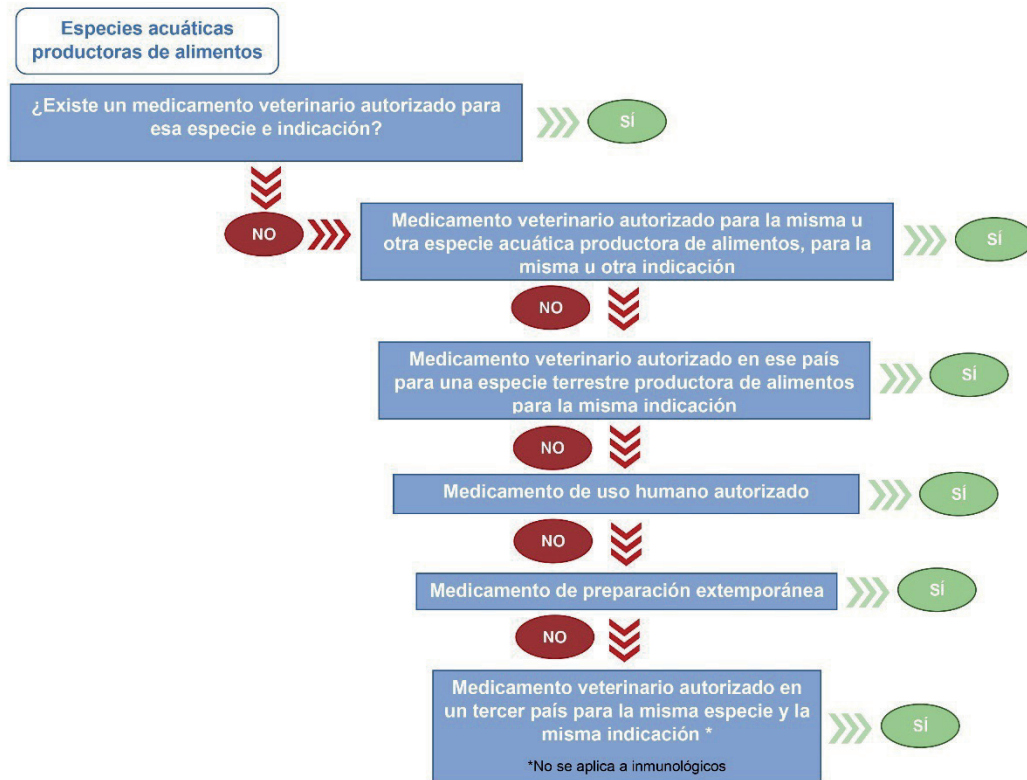 Especies acuáticas
productoras de alimentos
¿Existe un medicamento veterinario autorizado para
esa especie e indicación?
SÍ
NO
Medicamento veterinario autorizado para la misma u
otra especie acuática productora de alimentos, para la
misma u otra indicación
SÍ
NO
Medicamento veterinario autorizado en ese país
para una especie terrestre productora de alimentos
para la misma indicación
SÍ
NO
Medicamento de uso humano autorizado
SÍ
NO
Medicamento de preparación extemporánea
SÍ
NO
Medicamento veterinario autorizado en
un tercer país para la misma especie y la
misma indicación *
*No se aplica a inmunológicos
SÍ